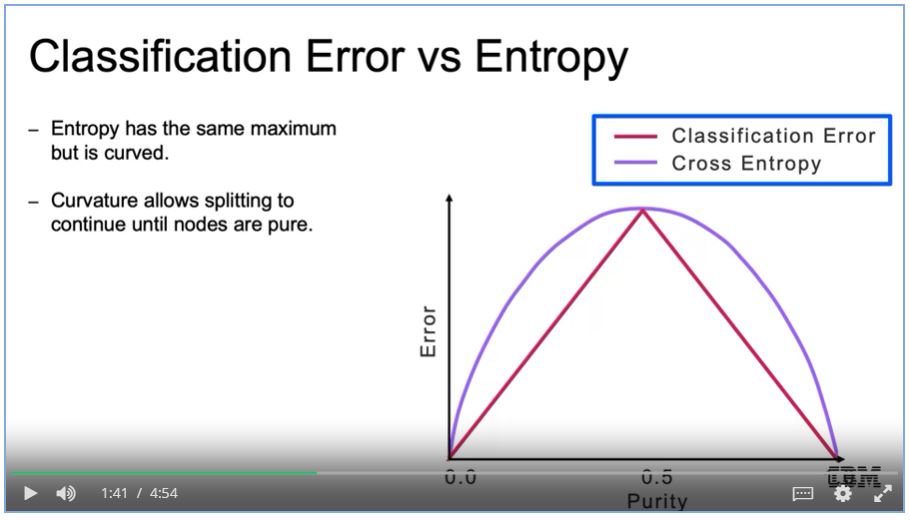 Classification Error vs Entropy
– Entropy has the same maximum
but is curved.
– Curvature allows splitting to
continue until nodes are pure.
Classification Error
Cross Entropy
Error
0.0
0.5
Purity
IBM
1:41 / 4:54